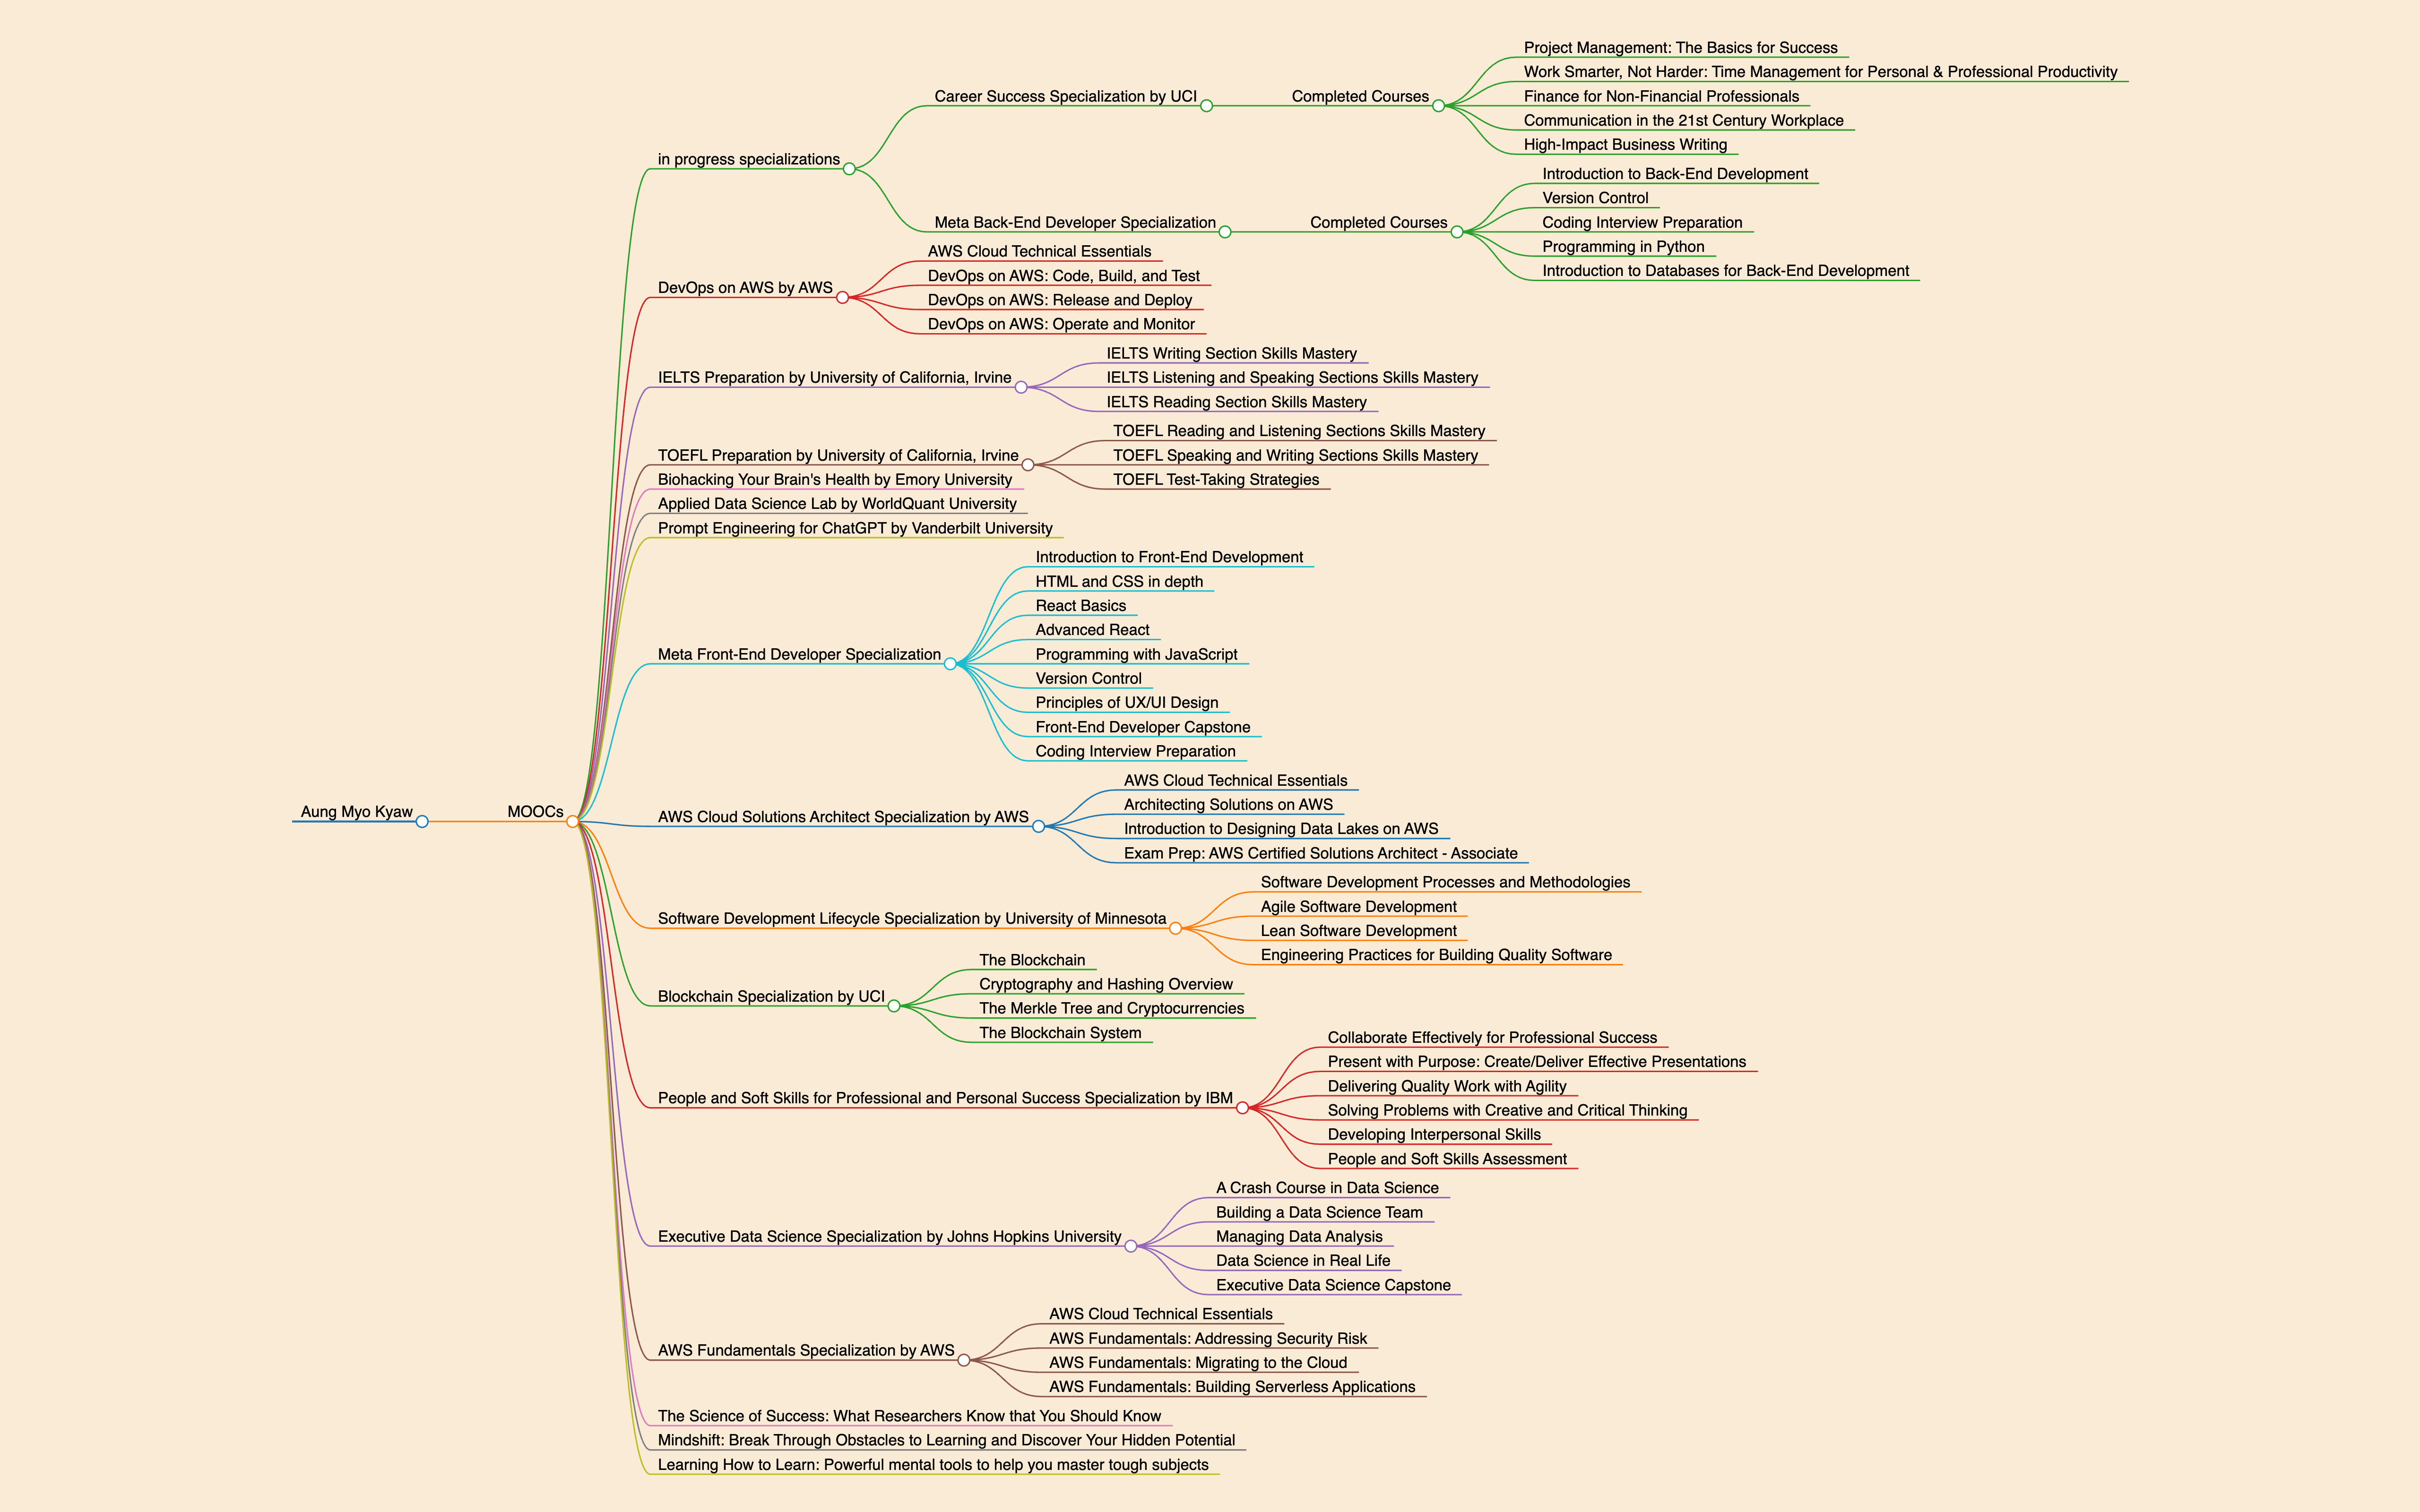 Aung Myo Kyaw
MOOCs
in progress specializations
Career Success Specialization by UCI
Completed Courses
Project Management: The Basics for Success
Work Smarter, Not Harder: Time Management for Personal & Professional Productivity
Finance for Non-Financial Professionals
Communication in the 21st Century Workplace
High-Impact Business Writing
Meta Back-End Developer Specialization
Completed Courses
Introduction to Back-End Development
Version Control
Coding Interview Preparation
Programming in Python
Introduction to Databases for Back-End Development
DevOps on AWS by AWS
AWS Cloud Technical Essentials
DevOps on AWS: Code, Build, and Test
DevOps on AWS: Release and Deploy
DevOps on AWS: Operate and Monitor
IELTS Preparation by University of California, Irvine
IELTS Writing Section Skills Mastery
IELTS Listening and Speaking Sections Skills Mastery
IELTS Reading Section Skills Mastery
TOEFL Preparation by University of California, Irvine
TOEFL Reading and Listening Sections Skills Mastery
TOEFL Speaking and Writing Sections Skills Mastery
TOEFL Test-Taking Strategies
Biohacking Your Brain's Health by Emory University
Applied Data Science Lab by WorldQuant University
Prompt Engineering for ChatGPT by Vanderbilt University
Meta Front-End Developer Specialization
Introduction to Front-End Development
HTML and CSS in depth
React Basics
Advanced React
Programming with JavaScript
Version Control
Principles of UX/UI Design
Front-End Developer Capstone
Coding Interview Preparation
AWS Cloud Solutions Architect Specialization by AWS
AWS Cloud Technical Essentials
Architecting Solutions on AWS
Introduction to Designing Data Lakes on AWS
Exam Prep: AWS Certified Solutions Architect - Associate
Software Development Lifecycle Specialization by University of Minnesota
Software Development Processes and Methodologies
Agile Software Development
Lean Software Development
Engineering Practices for Building Quality Software
Blockchain Specialization by UCI
The Blockchain
Cryptography and Hashing Overview
The Merkle Tree and Cryptocurrencies
The Blockchain System
People and Soft Skills for Professional and Personal Success Specialization by IBM
Collaborate Effectively for Professional Success
Present with Purpose: Create/Deliver Effective Presentations
Delivering Quality Work with Agility
Solving Problems with Creative and Critical Thinking
Developing Interpersonal Skills
People and Soft Skills Assessment
Executive Data Science Specialization by Johns Hopkins University
A Crash Course in Data Science
Building a Data Science Team
Managing Data Analysis
Data Science in Real Life
Executive Data Science Capstone
AWS Fundamentals Specialization by AWS
AWS Cloud Technical Essentials
AWS Fundamentals: Addressing Security Risk
AWS Fundamentals: Migrating to the Cloud
AWS Fundamentals: Building Serverless Applications
The Science of Success: What Researchers Know that You Should Know
Mindshift: Break Through Obstacles to Learning and Discover Your Hidden Potential
Learning How to Learn: Powerful mental tools to help you master tough subjects